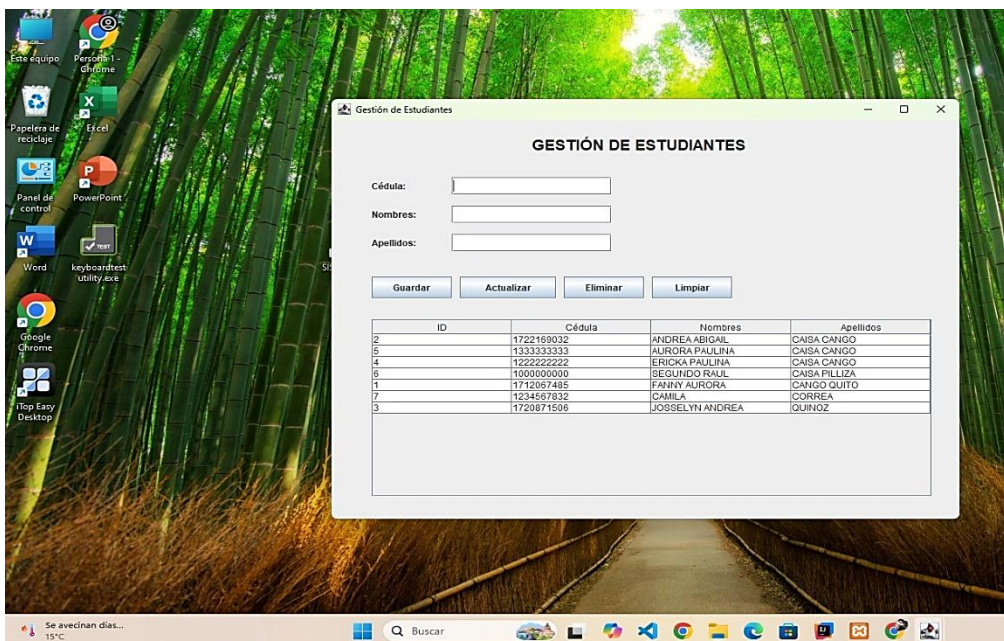 Este equipo
Persona 1 -
Chrome
Papelera de
reciclaje
X
Excel
Panel de
control
P
PowerPoint
W
Word
TEST
keyboardtest
utility.exe
Google
Chrome
iTop Easy
Desktop
Gestión de Estudiantes
GESTIÓN DE ESTUDIANTES
Cédula:
Nombres:
Apellidos:
Guardar Actualizar Eliminar Limpiar
ID Cédula Nombres Apellidos
2 1722169032 ANDREA ABIGAIL CAISA CANGO
5 1333333333 AURORA PAULINA CAISA CANGO
4 1222222222 ERICKA PAULINA CAISA CANGO
6 1000000000 SEGUNDO RAUL CAISA PILLIZA
1 1712067485 FANNY AURORA CANGO QUITO
7 1234567832 CAMILA CORREA
3 1720871506 JOSSELYN ANDREA QUINOZ
Se avecinan días...
15°C
Buscar